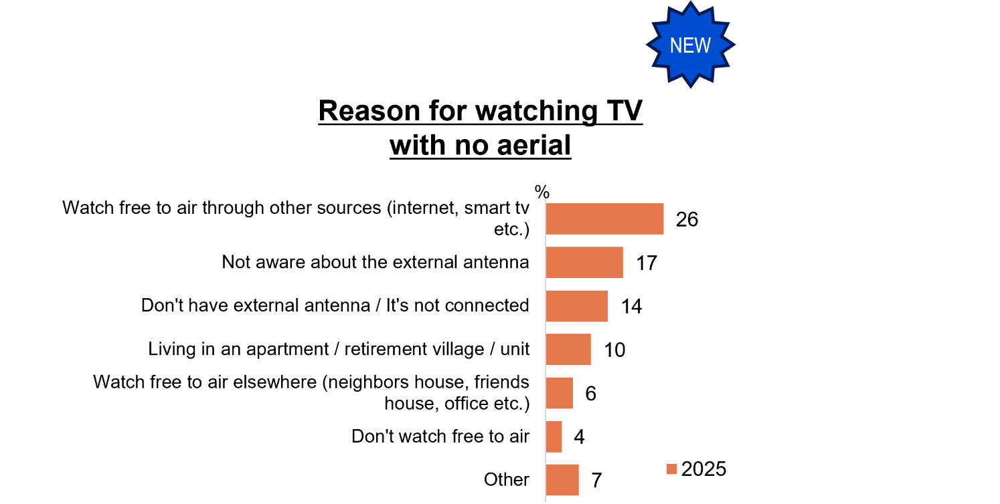 NEW
Reason for watching TV
with no aerial
%
Watch free to air through other sources (internet, smart tv
etc.)
26
Not aware about the external antenna
17
Don't have external antenna / It's not connected
14
Living in an apartment / retirement village / unit
10
Watch free to air elsewhere (neighbors house, friends
house, office etc.)
6
Don't watch free to air
4
Other
7
2025